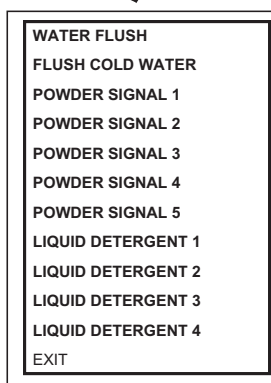 WATER FLUSH
FLUSH COLD WATER
POWDER SIGNAL 1
POWDER SIGNAL 2
POWDER SIGNAL 3
POWDER SIGNAL 4
POWDER SIGNAL 5
LIQUID DETERGENT 1
LIQUID DETERGENT 2
LIQUID DETERGENT 3
LIQUID DETERGENT 4
EXIT